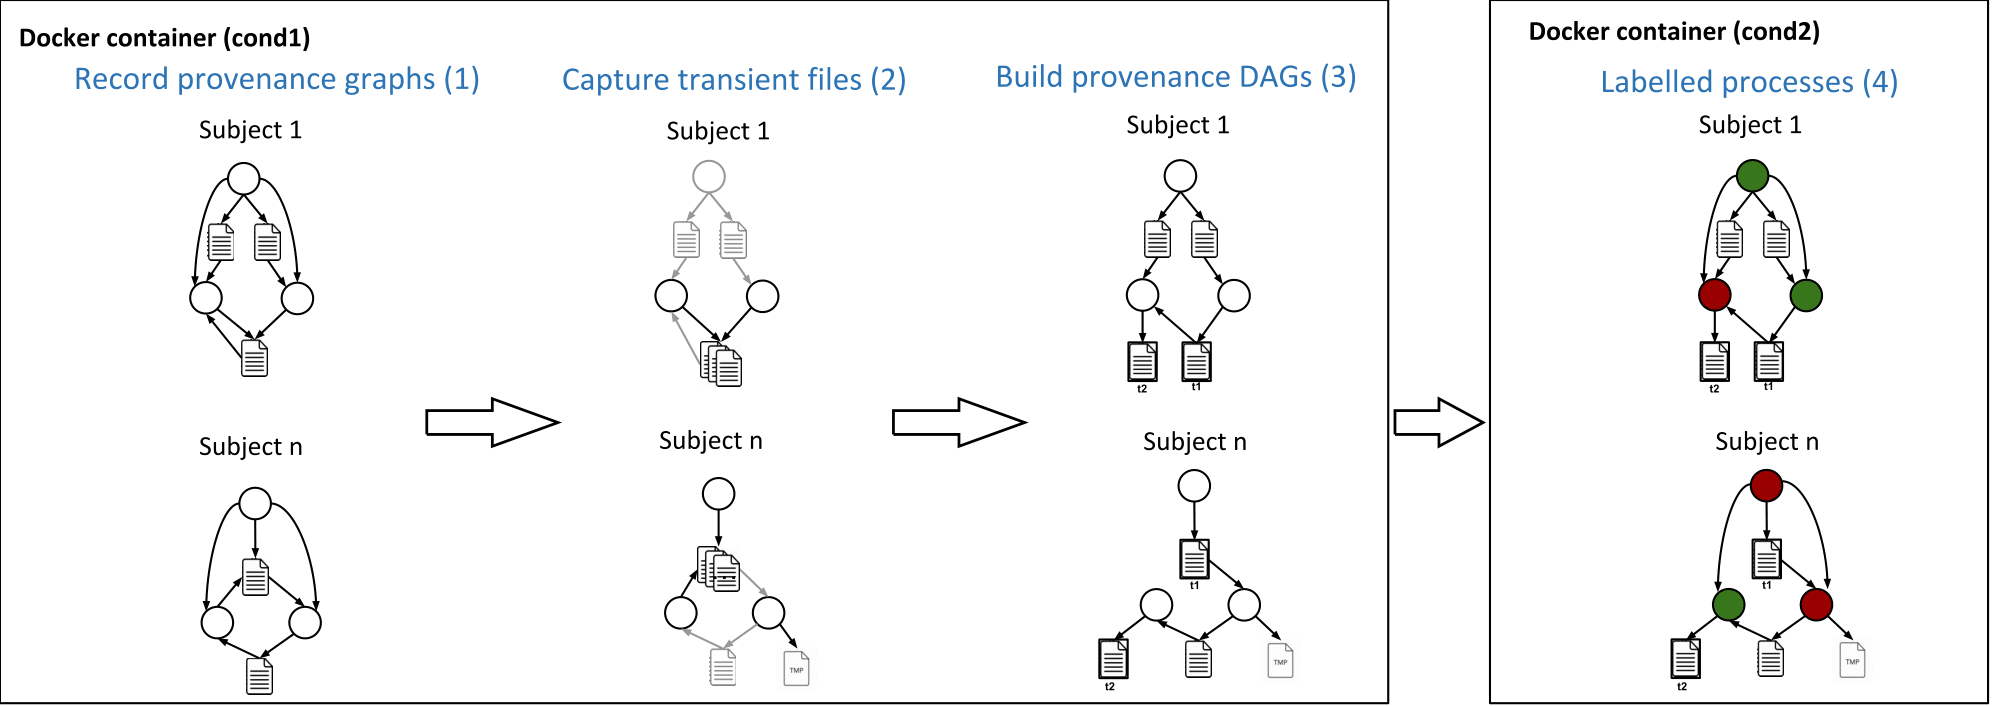 Docker container (cond1)
Record provenance graphs (1)
Subject 1
Subject n
Capture transient files (2)
Subject 1
Subject n
TMP
Build provenance DAGs (3)
Subject 1
t2
t1
Subject n
t1
t2
TMP
Docker container (cond2)
Labelled processes (4)
Subject 1
t2
t1
Subject n
t1
t2
TMP